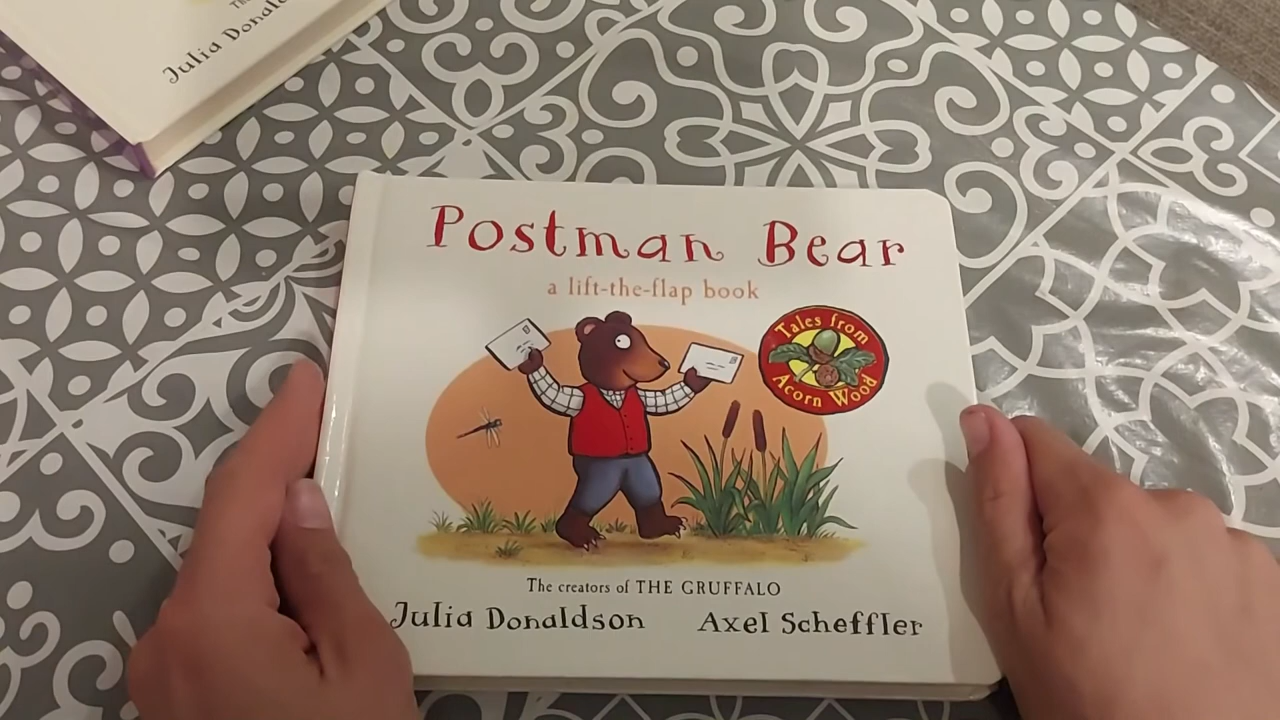 Julia
Postman Bear
a lift-the-flap book
Tales from
Acorn Wood
The creators of THE GRUFFALO
Julia Donaldson Axel Scheffler